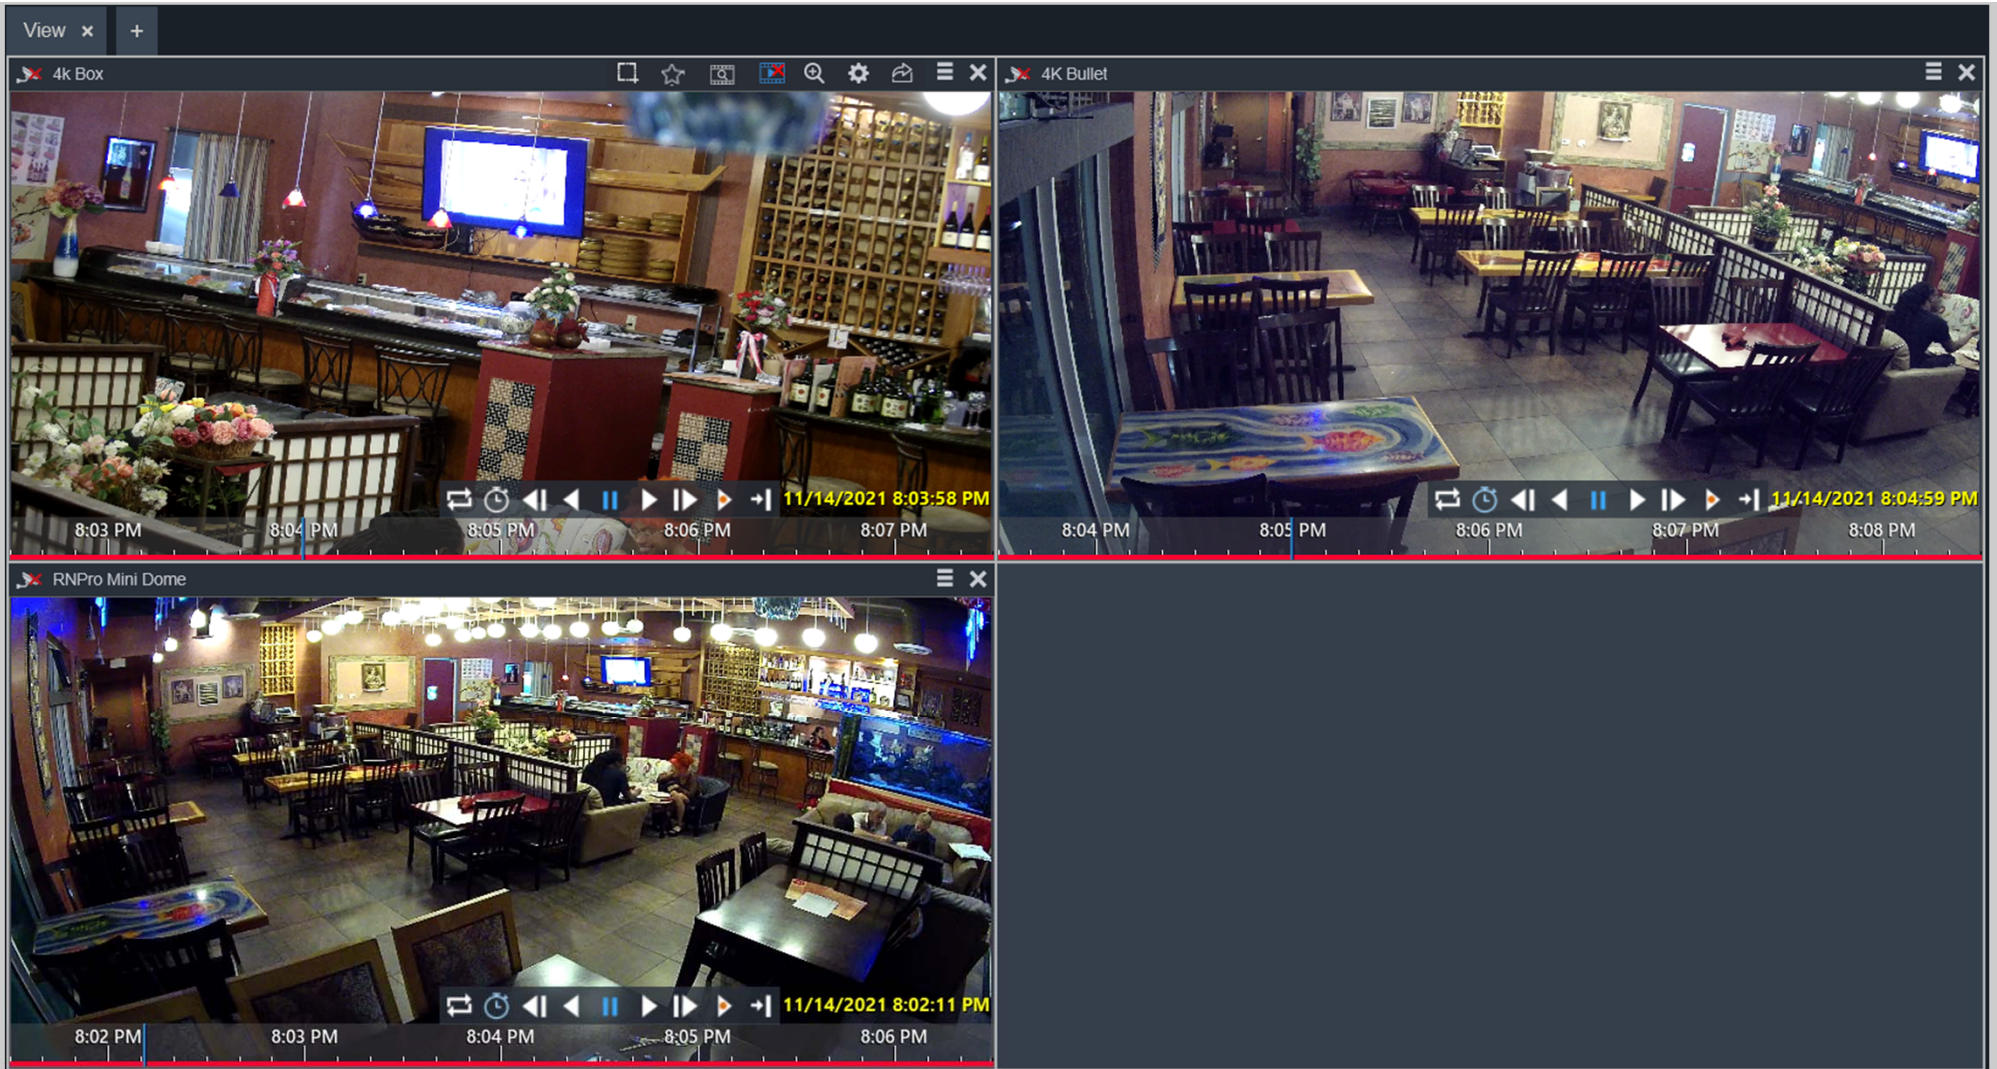 View
4k Box
11/14/2021 8:03:58 PM
8:03 PM 8:04 PM 8:05 PM 8:06 PM 8:07 PM
4K Bullet
11/14/2021 8:04:59 PM
8:04 PM 8:05 PM 8:06 PM 8:07 PM 8:08 PM
RNPro Mini Dome
11/14/2021 8:02:11 PM
8:02 PM 8:03 PM 8:04 PM 8:05 PM 8:06 PM